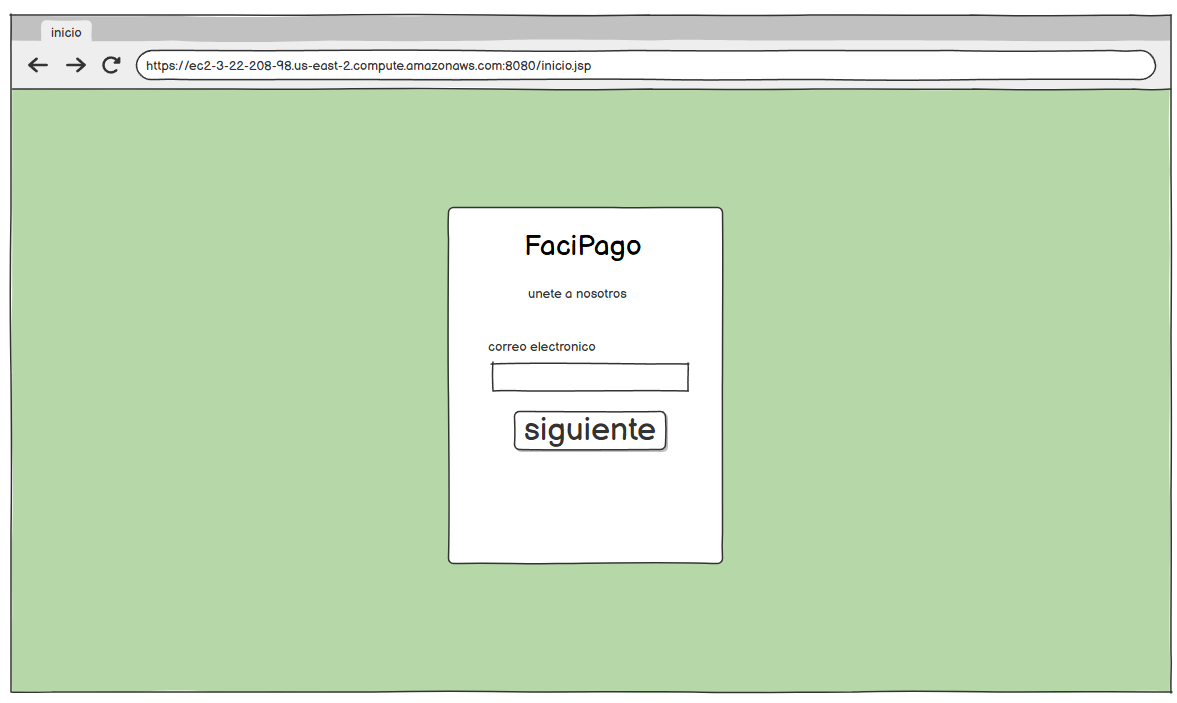 inicio
https://ec2-3-22-208-98.us-east-2.compute.amazonaws.com:8080/inicio.jsp
FaciPago
unete a nosotros
correo electronico
siguiente